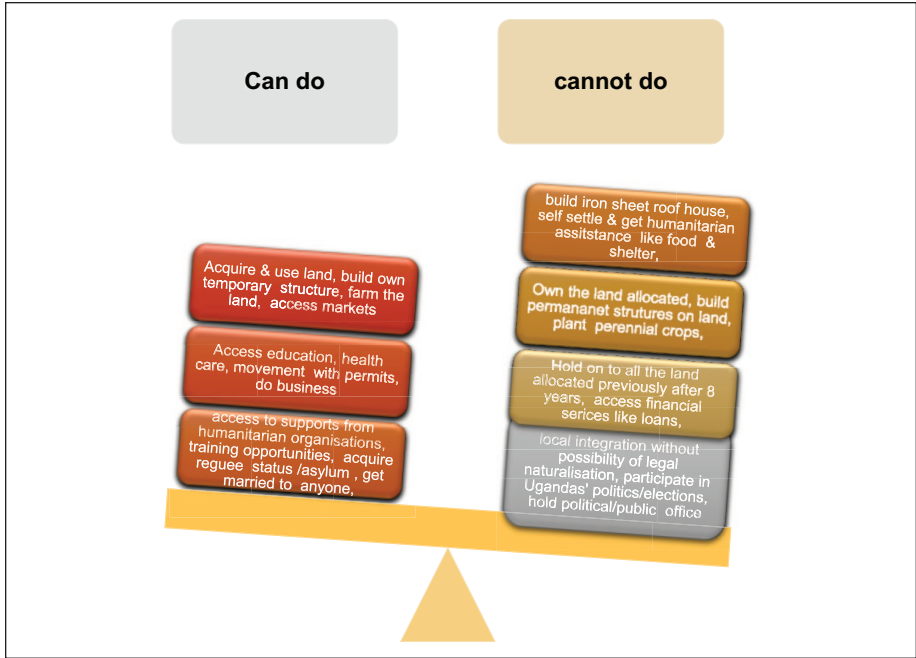 Can do
cannot do
Acquire & use land, build own
temporary structure, farm the
land, access markets
Access education, health
care, movement with permits,
do business
access to supports from
humanitarian organisations,
training opportunities, acquire
reguee status /asylum , get
married to anyone,
build iron sheet roof house,
self settle & get humanitarian
assitstance like food &
shelter,
Own the land allocated, build
permananet strutures on land,
plant perennial crops,
Hold on to all the land
allocated previously after 8
years, access financial
serices like loans,
local integration without
possibility of legal
naturalisation, participate in
Ugandas' politics/elections,
hold political/public office